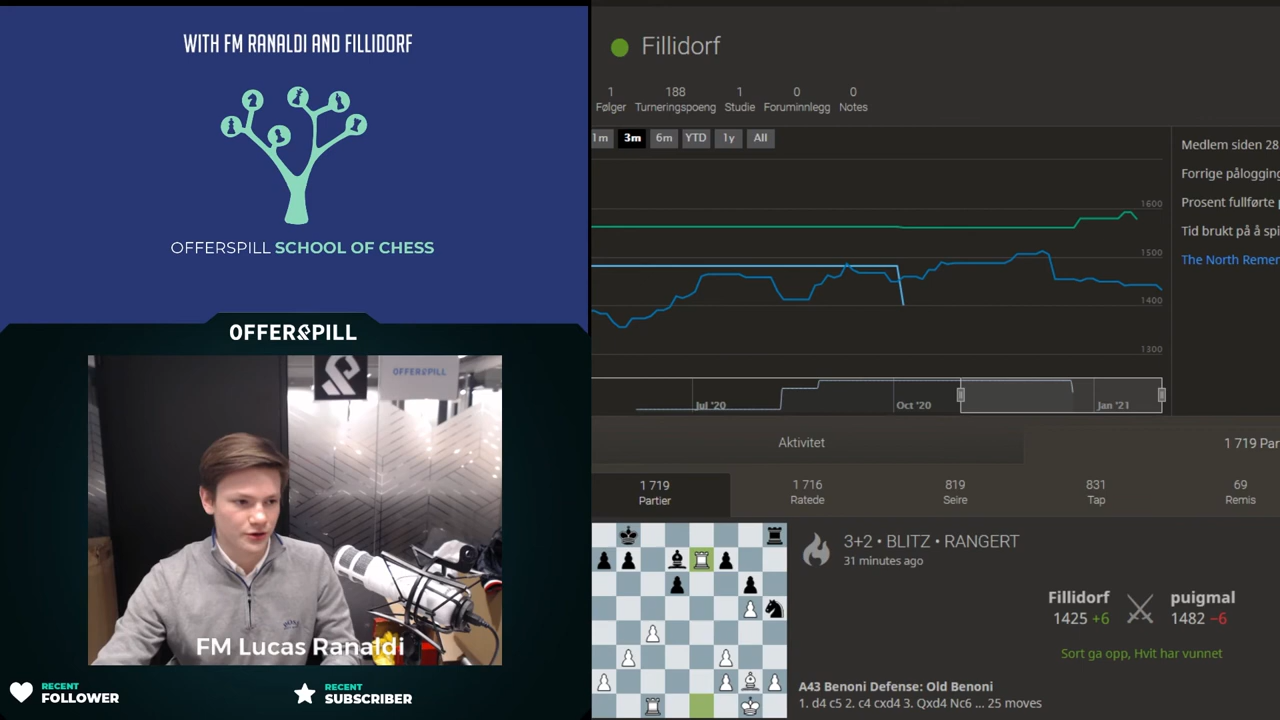 WITH FM RANALDI AND FILLIDORF
OFFERSPILL SCHOOL OF CHESS
OFFERSPILL
OFFERSPILL
FM Lucas Ranaldi
RECENT
FOLLOWER
RECENT
SUBSCRIBER
Fillidorf
1 188 1 0 0
Følger Turneringspoeng Studie Foruminnlegg Notes
1m 3m 6m YTD 1y All
1600
1500
1400
1300
Jul '20 Oct '20 Jan '21
Medlem siden 28
Forrige pålogging
Prosent fullførte p
Tid brukt på å spi
The North Remer
Aktivitet 1 719 Par
1 719 1 716 819 831 69
Partier Ratede Seire Tap Remis
3+2 • BLITZ • RANGERT
31 minutes ago
Fillidorf puigmal
1425 +6 1482 −6
Sort ga opp, Hvit har vunnet
A43 Benoni Defense: Old Benoni
1. d4 c5 2. c4 cxd4 3. Qxd4 Nc6 ... 25 moves